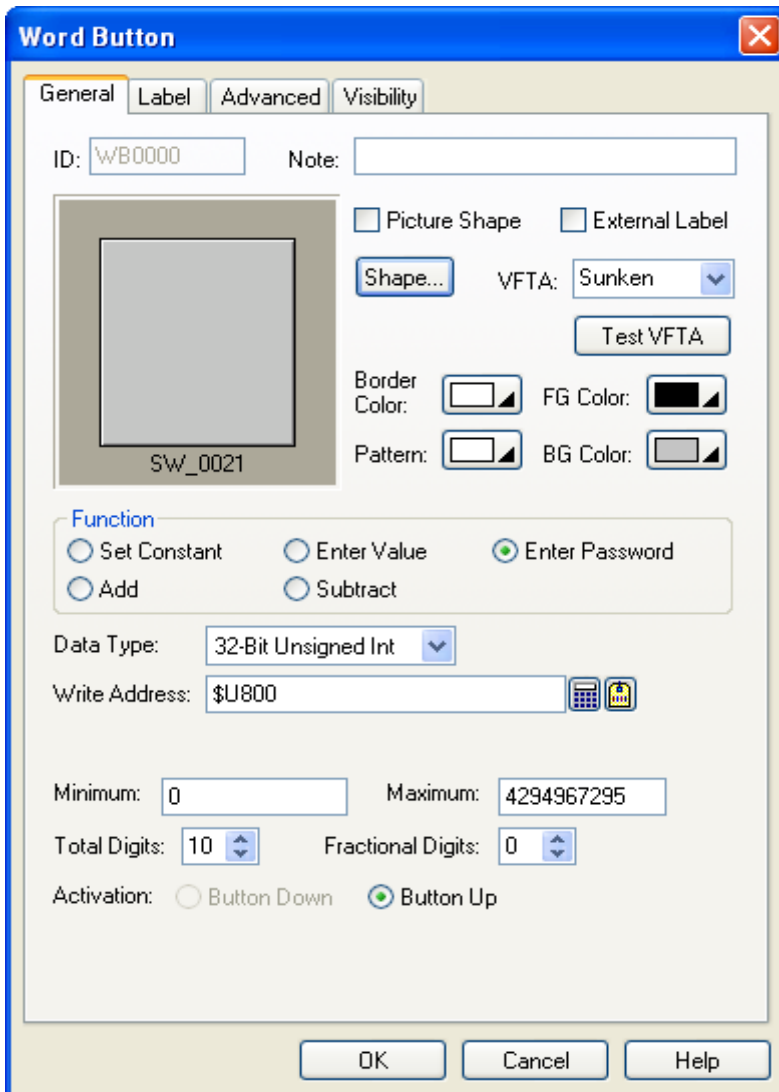 Word Button
General Label Advanced Visibility
ID: WB0000 Note:
Picture Shape External Label
Shape... VFTA: Sunken
Test VFTA
Border Color: FG Color:
Pattern: BG Color:
SW_0021
Function
Set Constant Enter Value Enter Password
Add Subtract
Data Type: 32-Bit Unsigned Int
Write Address: $U800
Minimum: 0 Maximum: 4294967295
Total Digits: 10 Fractional Digits: 0
Activation: Button Down Button Up
OK Cancel Help